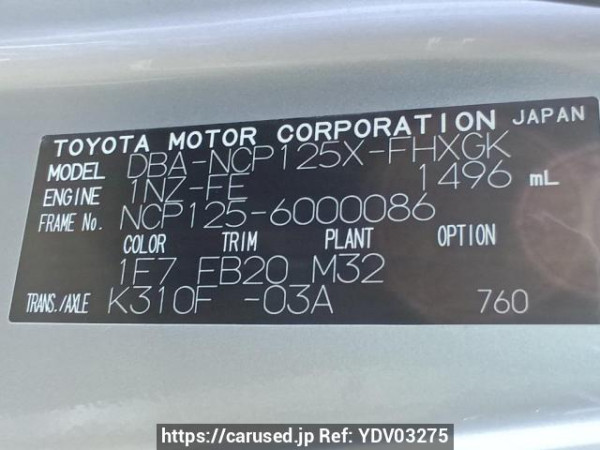 TOYOTA MOTOR CORPORATION JAPAN
MODEL DBA-NCP125X-FHXGK
ENGINE 1NZ-FE 1496 mL
FRAME No. NCP125-6000086
COLOR TRIM PLANT OPTION
1F7 FB20 M32
TRANS./AXLE K310F -03A 760
https://carused.jp Ref: YDV03275